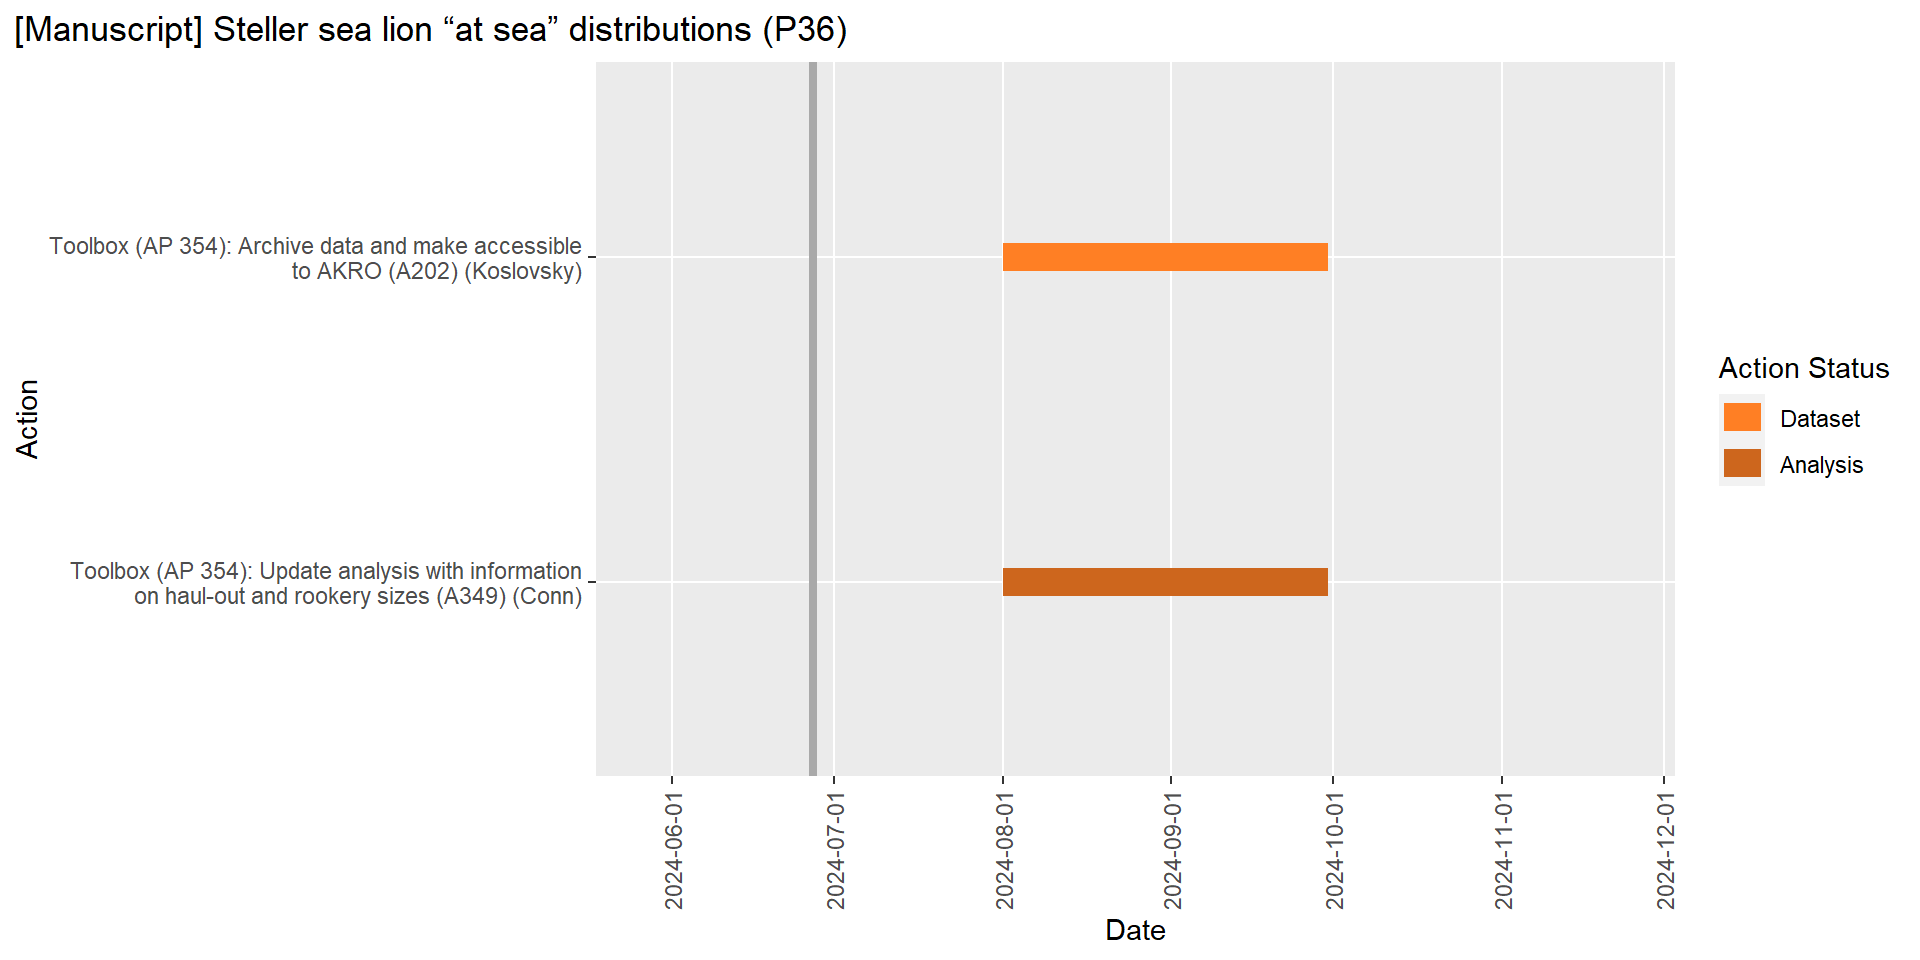 [Manuscript] Steller sea lion “at sea” distributions (P36)
Action
Toolbox (AP 354): Archive data and make accessible
to AKRO (A202) (Koslovsky)
Toolbox (AP 354): Update analysis with information
on haul-out and rookery sizes (A349) (Conn)
2024-06-01
2024-07-01
2024-08-01
2024-09-01
2024-10-01
2024-11-01
2024-12-01
Date
Action Status
Dataset
Analysis